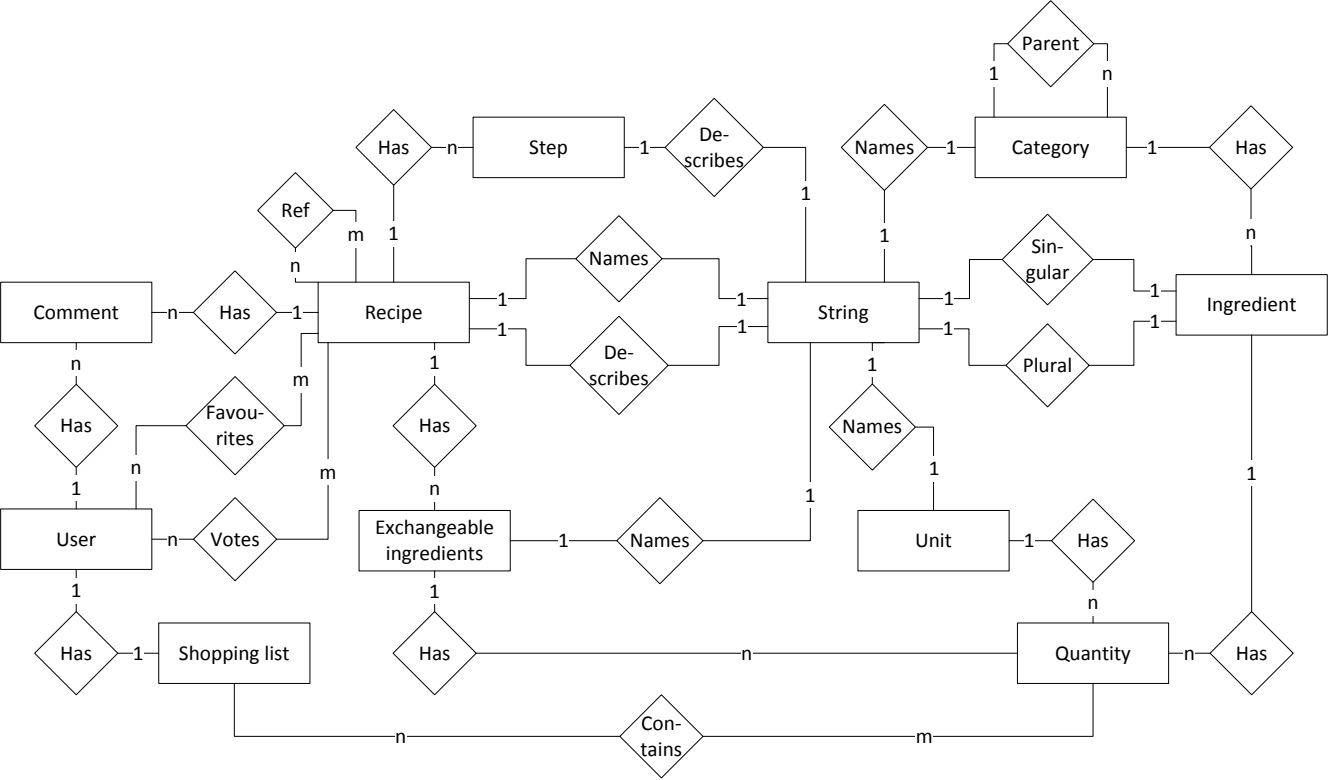 Parent
1
n
Has
n
Step
1
De-
scribes
Names
1
Category
1
Has
Ref
m
n
1
1
1
n
Names
Sin-
gular
Comment
n
Has
1
Recipe
1
1
String
1
1
Ingredient
1
1
1
1
De-
scribes
Plural
n
m
1
1
Has
Favou-
rites
Has
Names
n
m
1
1
1
n
1
User
n
Votes
Exchangeable
ingredients
1
Names
Unit
1
Has
1
1
n
Has
1
Shopping list
Has
n
Quantity
n
Has
n
Con-
tains
m